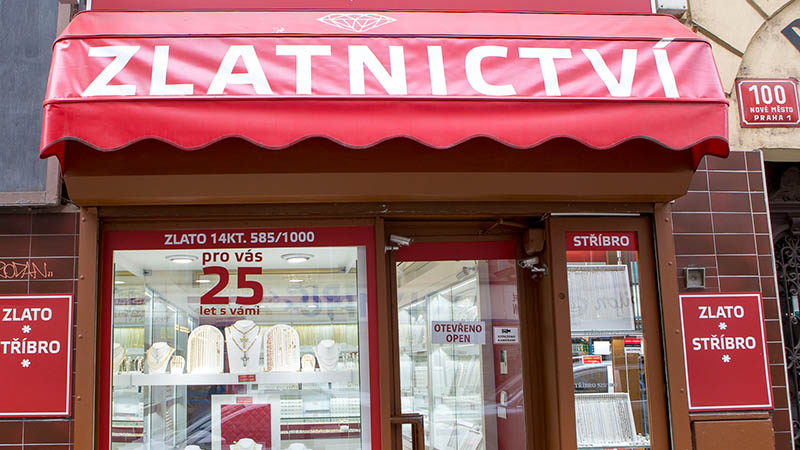 ZLATNICTVÍ
100
NOVÉ MĚSTO
PRAHA 1
ZLATO 14KT. 585/1000
pro vás
25
let s vámi
STŘÍBRO
OTEVŘENO
OPEN
ZLATO
*
TŘÍBRO
*
ZLATO
*
STŘÍBRO
*